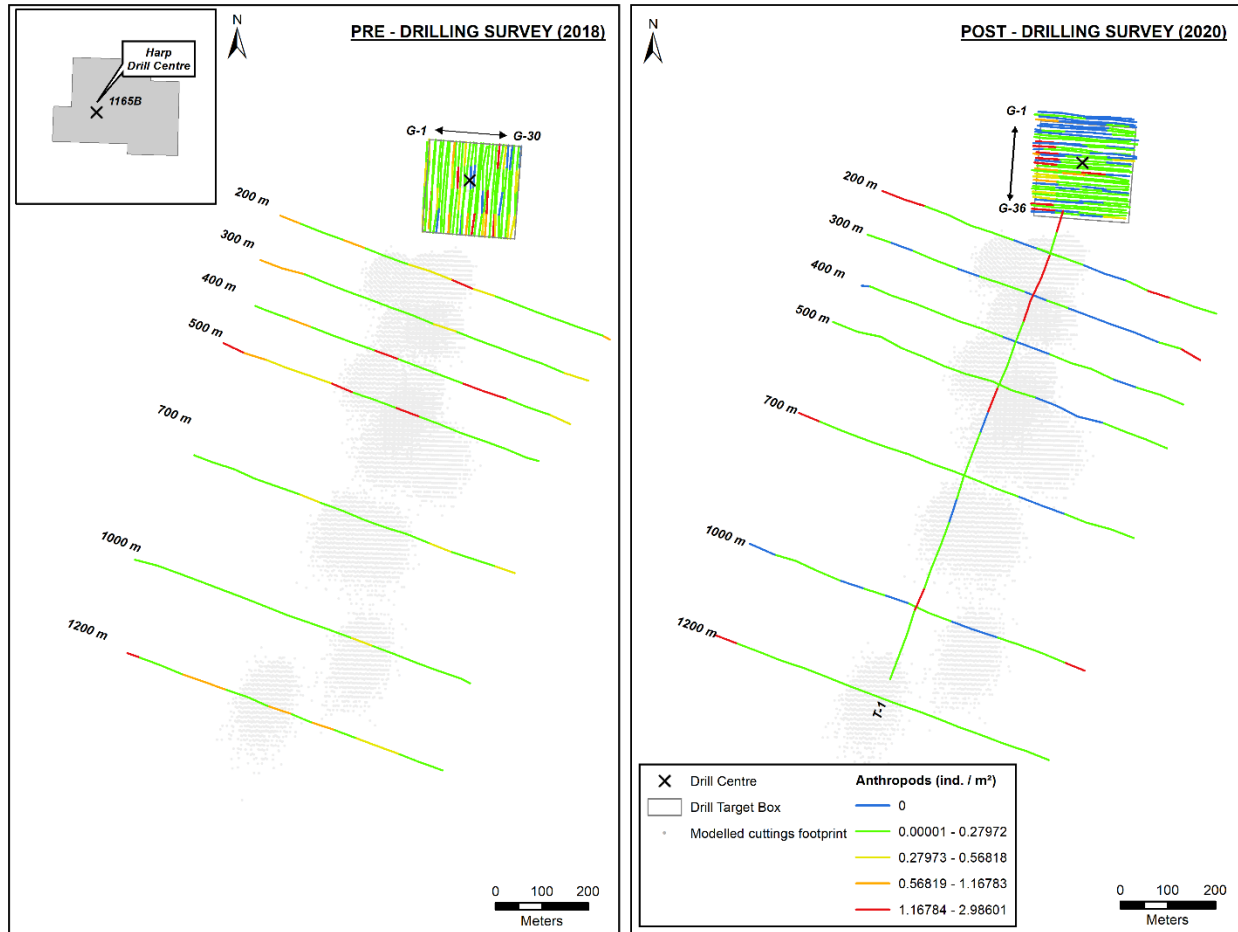 N
PRE - DRILLING SURVEY (2018)
Harp
Drill Centre
1165B
G-1
G-30
200 m
300 m
400 m
500 m
700 m
1000 m
1200 m
0 100 200
Meters
N
POST - DRILLING SURVEY (2020)
G-1
G-36
200 m
300 m
400 m
500 m
700 m
1000 m
1200 m
T-1
Drill Centre
Drill Target Box
Modelled cuttings footprint
Anthropods (ind. / m²)
0
0.00001 - 0.27972
0.27973 - 0.56818
0.56819 - 1.16783
1.16784 - 2.98601
0 100 200
Meters